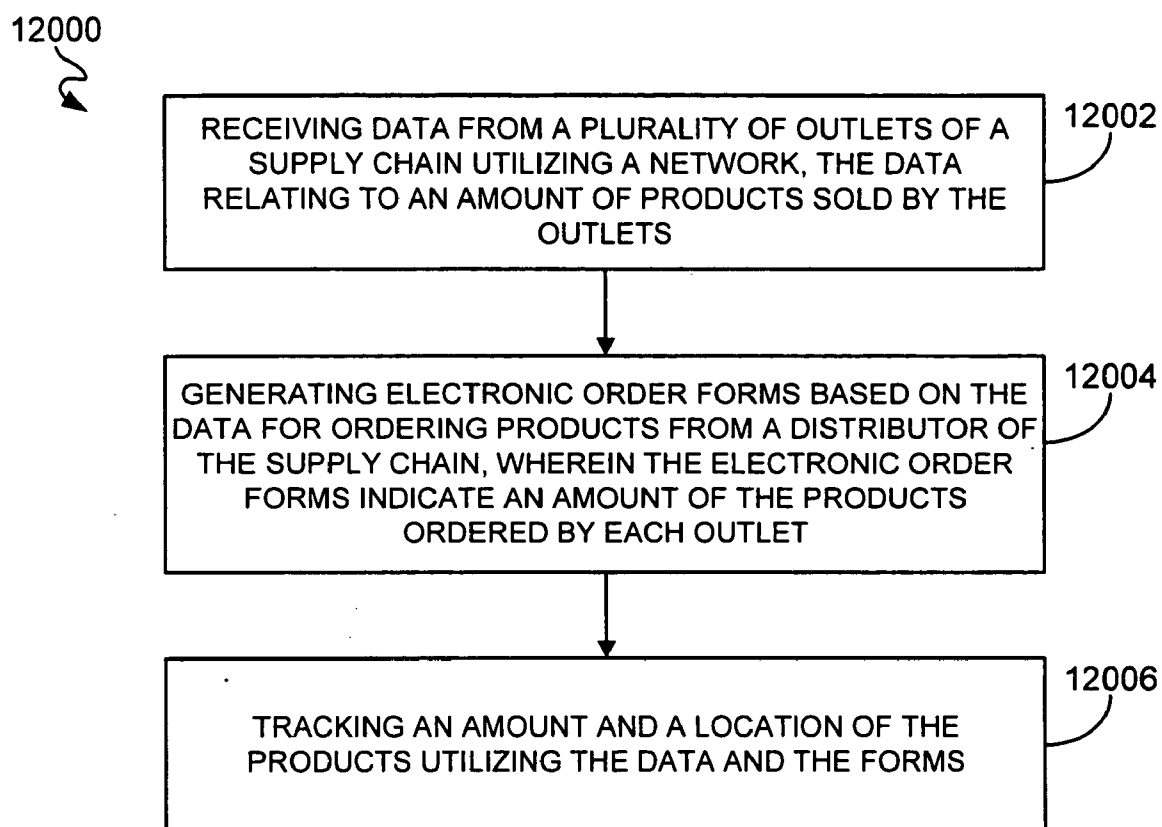 12000
RECEIVING DATA FROM A PLURALITY OF OUTLETS OF A
SUPPLY CHAIN UTILIZING A NETWORK, THE DATA
RELATING TO AN AMOUNT OF PRODUCTS SOLD BY THE
OUTLETS
12002
GENERATING ELECTRONIC ORDER FORMS BASED ON THE
DATA FOR ORDERING PRODUCTS FROM A DISTRIBUTOR OF
THE SUPPLY CHAIN, WHEREIN THE ELECTRONIC ORDER
FORMS INDICATE AN AMOUNT OF THE PRODUCTS
ORDERED BY EACH OUTLET
12004
TRACKING AN AMOUNT AND A LOCATION OF THE
PRODUCTS UTILIZING THE DATA AND THE FORMS
12006